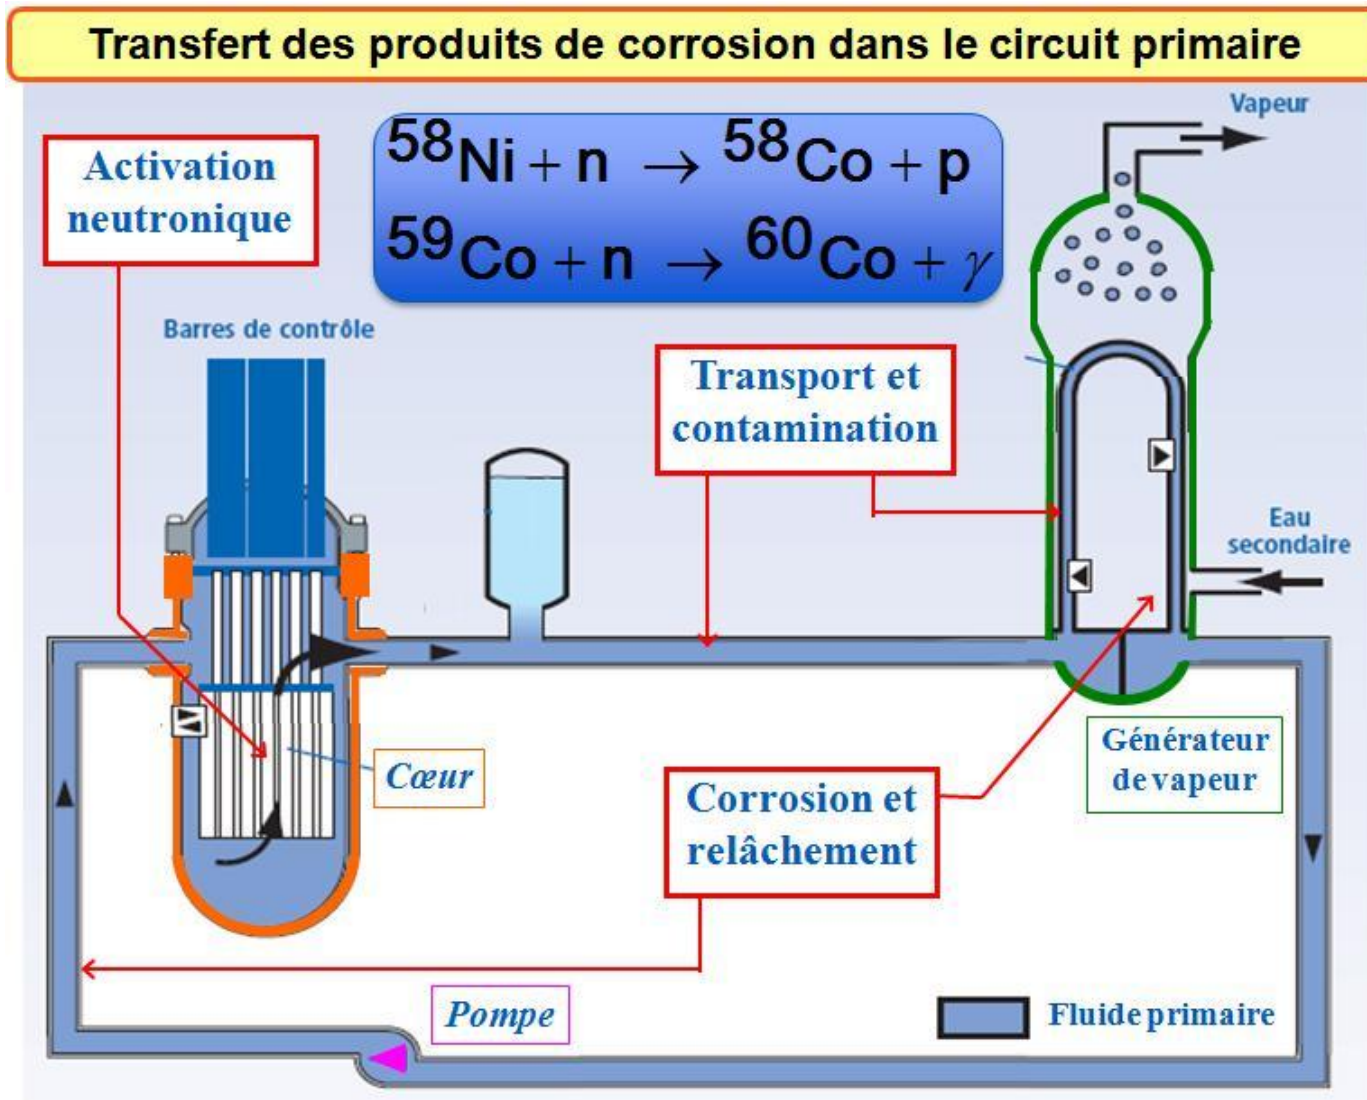 Transfert des produits de corrosion dans le circuit primaire
Vapeur
Activation
neutronique
⁵⁸Ni + n → ⁵⁸Co + p
⁵⁹Co + n → ⁶⁰Co + γ
Barres de contrôle
Transport et
contamination
Eau
secondaire
Cœur
Générateur
de vapeur
Corrosion et
relâchement
Pompe
Fluide primaire